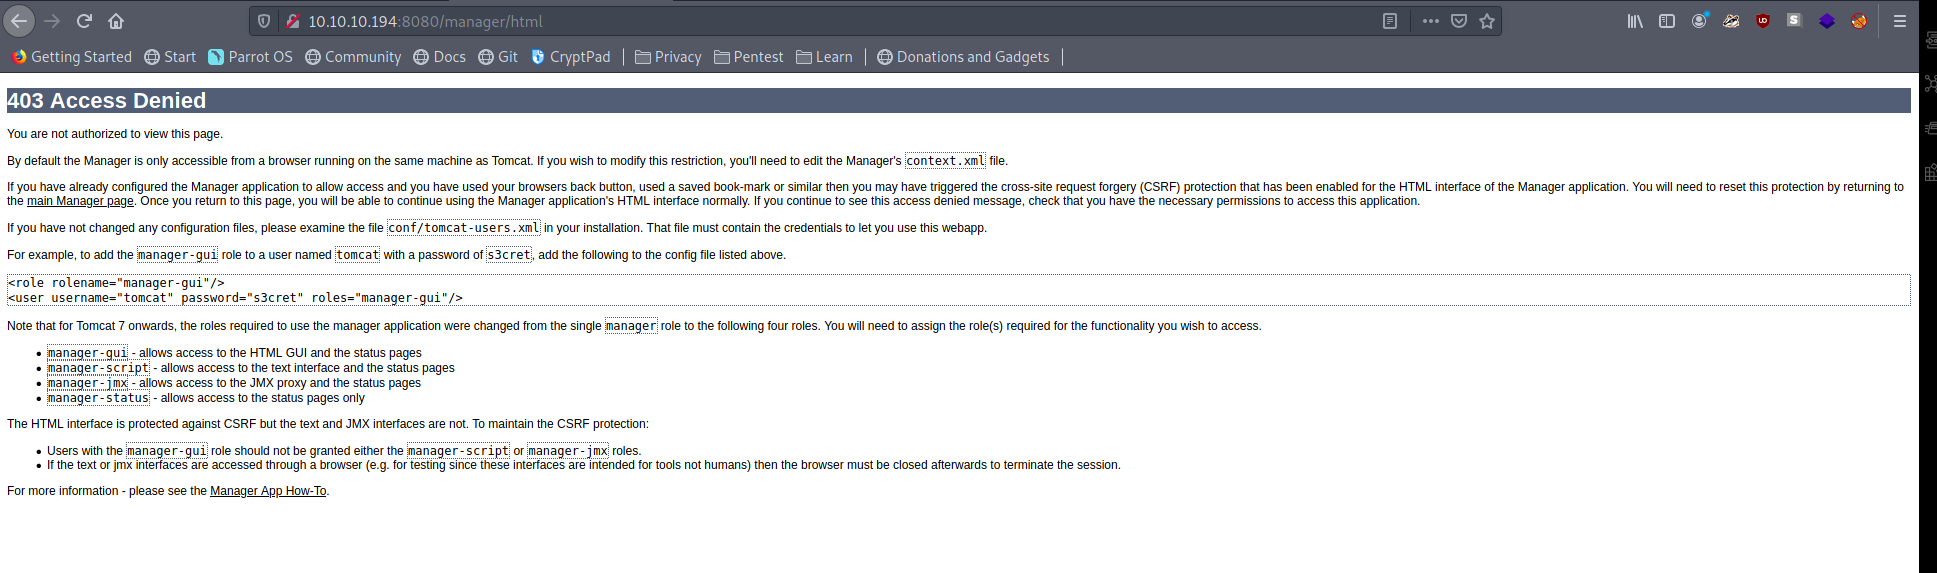 10.10.10.194:8080/manager/html
Getting Started Start Parrot OS Community Docs Git CryptPad Privacy Pentest Learn Donations and Gadgets
403 Access Denied
You are not authorized to view this page.
By default the Manager is only accessible from a browser running on the same machine as Tomcat. If you wish to modify this restriction, you'll need to edit the Manager's context.xml file.
If you have already configured the Manager application to allow access and you have used your browsers back button, used a saved book-mark or similar then you may have triggered the cross-site request forgery (CSRF) protection that has been enabled for the HTML interface of the Manager application. You will need to reset this protection by returning to
the main Manager page. Once you return to this page, you will be able to continue using the Manager application's HTML interface normally. If you continue to see this access denied message, check that you have the necessary permissions to access this application.
If you have not changed any configuration files, please examine the file conf/tomcat-users.xml in your installation. That file must contain the credentials to let you use this webapp.
For example, to add the manager-gui role to a user named tomcat with a password of s3cret, add the following to the config file listed above.
<role rolename="manager-gui"/>
<user username="tomcat" password="s3cret" roles="manager-gui"/>
Note that for Tomcat 7 onwards, the roles required to use the manager application were changed from the single manager role to the following four roles. You will need to assign the role(s) required for the functionality you wish to access.
• manager-gui - allows access to the HTML GUI and the status pages
• manager-script - allows access to the text interface and the status pages
• manager-jmx - allows access to the JMX proxy and the status pages
• manager-status - allows access to the status pages only
The HTML interface is protected against CSRF but the text and JMX interfaces are not. To maintain the CSRF protection:
• Users with the manager-gui role should not be granted either the manager-script or manager-jmx roles.
• If the text or jmx interfaces are accessed through a browser (e.g. for testing since these interfaces are intended for tools not humans) then the browser must be closed afterwards to terminate the session.
For more information - please see the Manager App How-To.